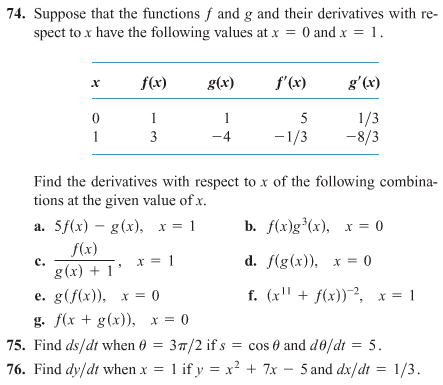 74. Suppose that the functions f and g and their derivatives with re-
spect to x have the following values at x = 0 and x = 1.
x f(x) g(x) f′(x) g′(x)
0 1 1 5 1/3
1 3 −4 −1/3 −8/3
Find the derivatives with respect to x of the following combina-
tions at the given value of x.
a. 5f(x) − g(x), x = 1 b. f(x)g³(x), x = 0
c. f(x)/(g(x) + 1), x = 1 d. f(g(x)), x = 0
e. g(f(x)), x = 0 f. (x¹¹ + f(x))⁻², x = 1
g. f(x + g(x)), x = 0
75. Find ds/dt when θ = 3π/2 if s = cos θ and dθ/dt = 5.
76. Find dy/dt when x = 1 if y = x² + 7x − 5 and dx/dt = 1/3.